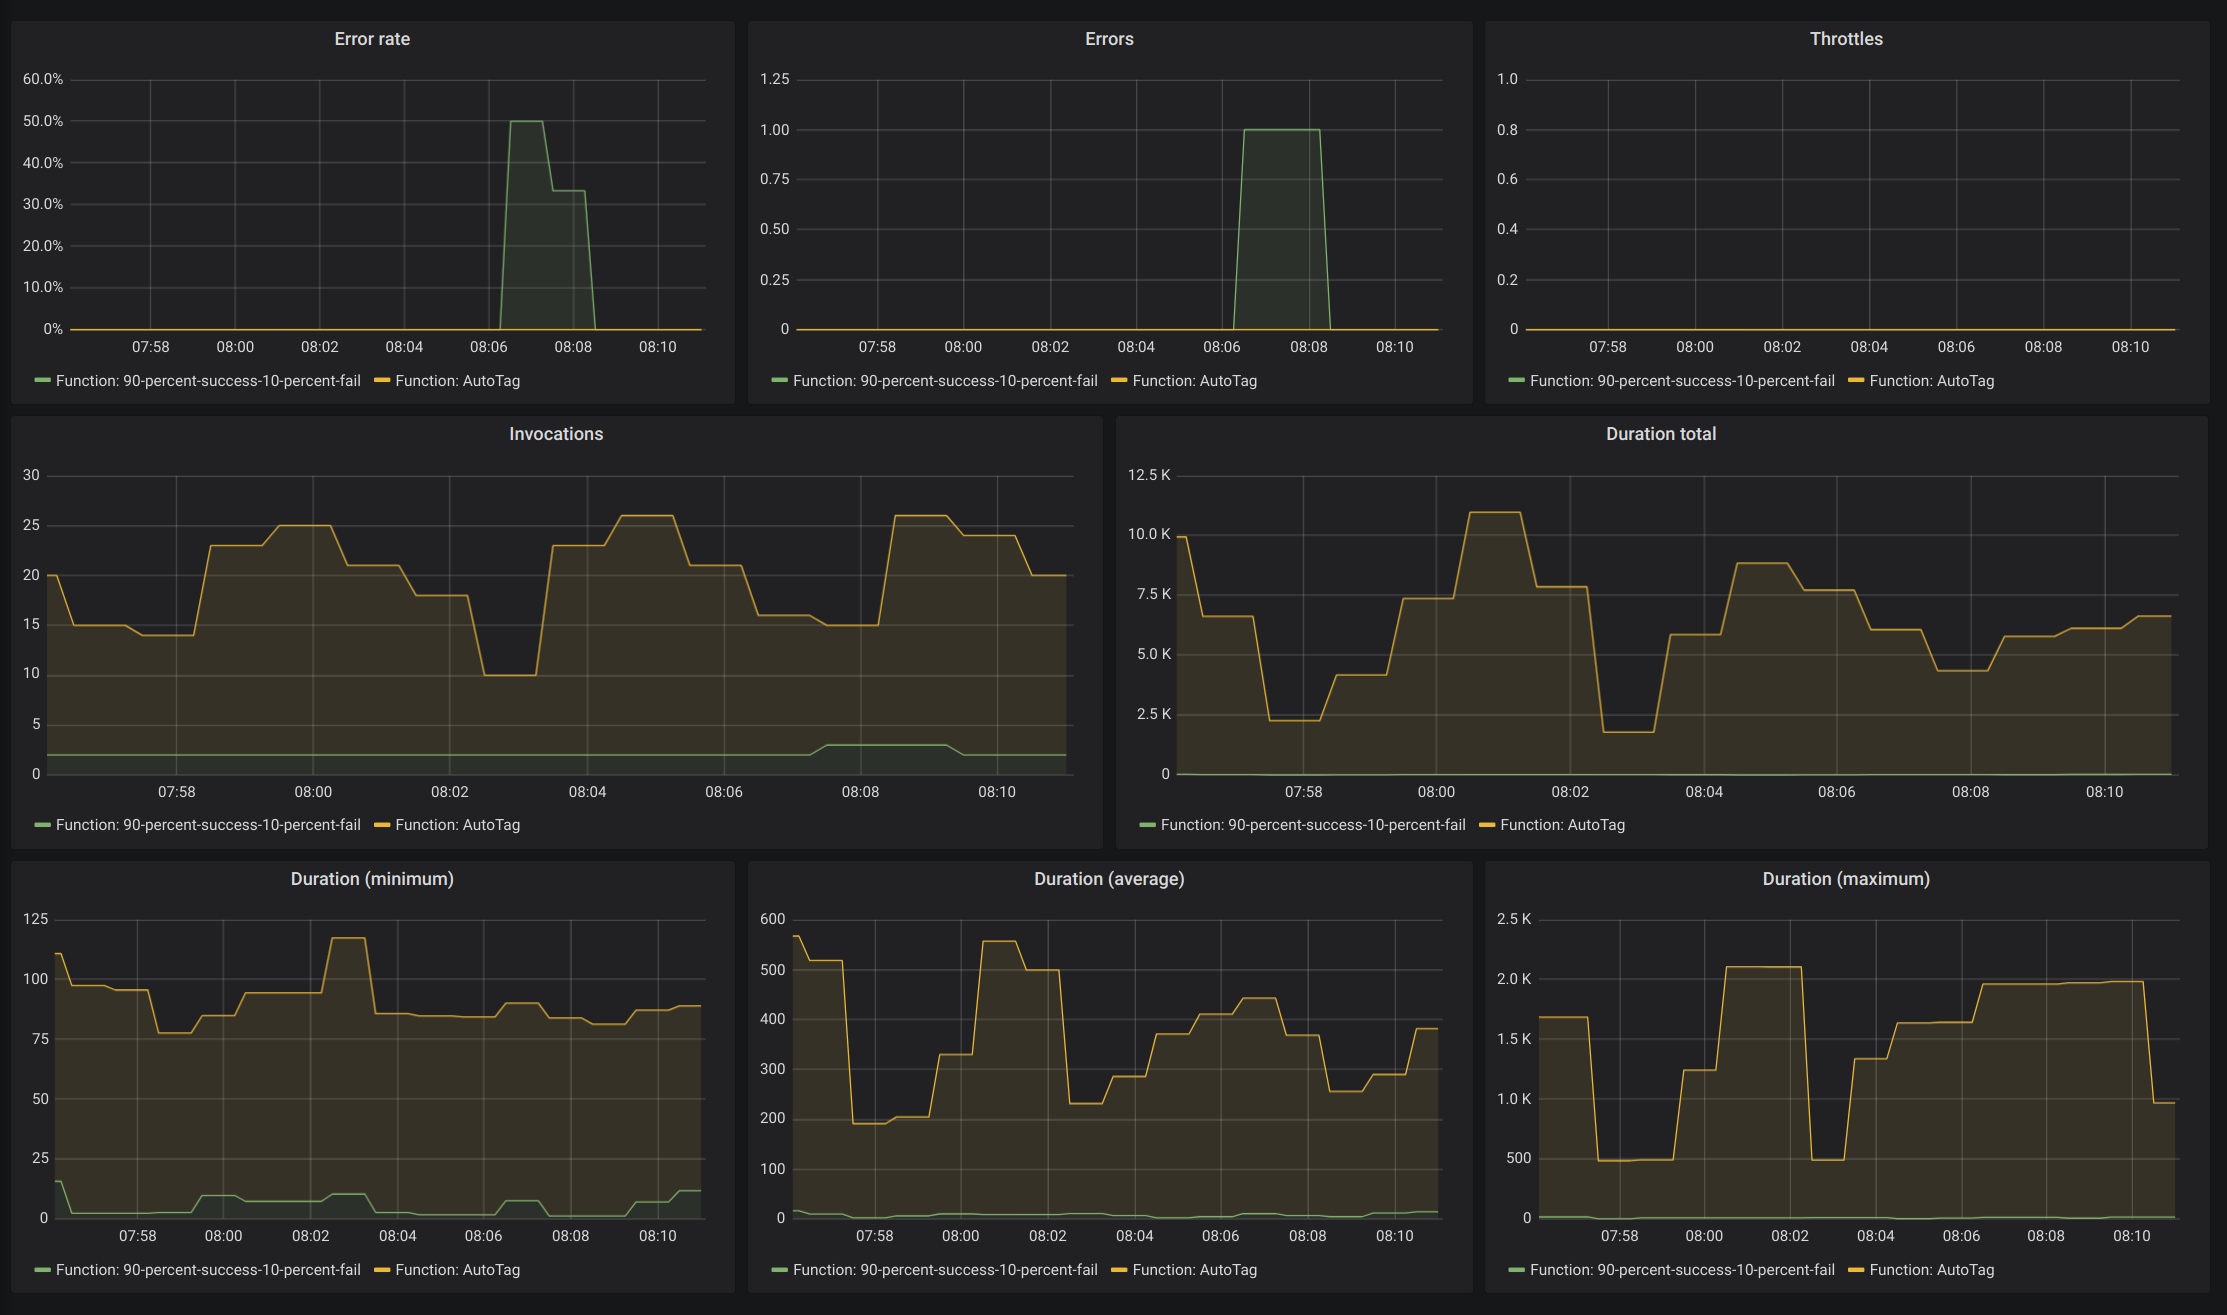 Error rate
60.0%
50.0%
40.0%
30.0%
20.0%
10.0%
0%
07:58 08:00 08:02 08:04 08:06 08:08 08:10
Function: 90-percent-success-10-percent-fail Function: AutoTag
Errors
1.25
1.00
0.75
0.50
0.25
0
07:58 08:00 08:02 08:04 08:06 08:08 08:10
Function: 90-percent-success-10-percent-fail Function: AutoTag
Throttles
1.0
0.8
0.6
0.4
0.2
0
07:58 08:00 08:02 08:04 08:06 08:08 08:10
Function: 90-percent-success-10-percent-fail Function: AutoTag
Invocations
30
25
20
15
10
5
0
07:58 08:00 08:02 08:04 08:06 08:08 08:10
Function: 90-percent-success-10-percent-fail Function: AutoTag
Duration total
12.5 K
10.0 K
7.5 K
5.0 K
2.5 K
0
07:58 08:00 08:02 08:04 08:06 08:08 08:10
Function: 90-percent-success-10-percent-fail Function: AutoTag
Duration (minimum)
125
100
75
50
25
0
07:58 08:00 08:02 08:04 08:06 08:08 08:10
Function: 90-percent-success-10-percent-fail Function: AutoTag
Duration (average)
600
500
400
300
200
100
0
07:58 08:00 08:02 08:04 08:06 08:08 08:10
Function: 90-percent-success-10-percent-fail Function: AutoTag
Duration (maximum)
2.5 K
2.0 K
1.5 K
1.0 K
500
0
07:58 08:00 08:02 08:04 08:06 08:08 08:10
Function: 90-percent-success-10-percent-fail Function: AutoTag